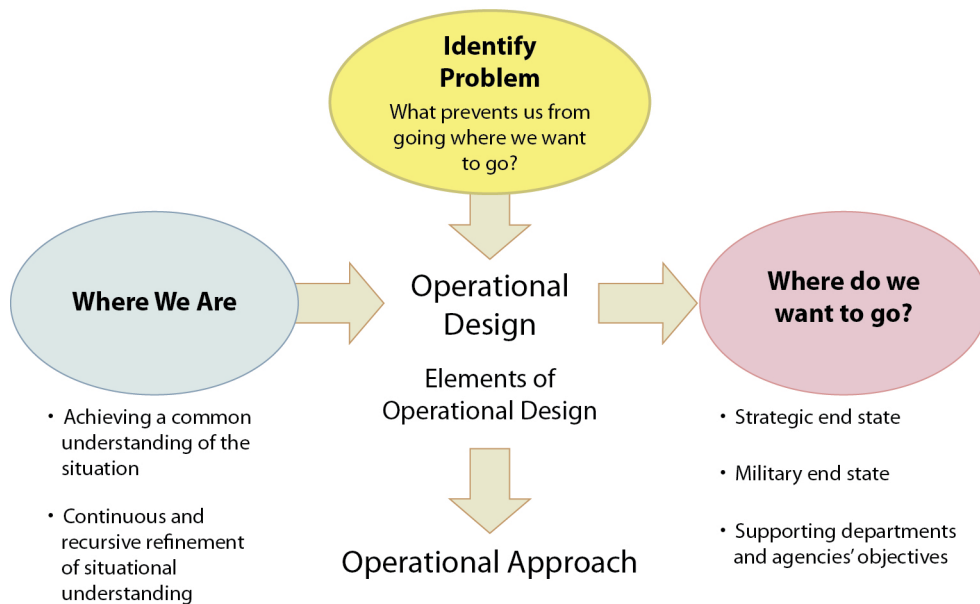 Identify
Problem
What prevents us from
going where we want
to go?
Where We Are
Operational
Design
Elements of
Operational Design
Operational Approach
Where do we
want to go?
• Achieving a common
understanding of the
situation
• Continuous and
recursive refinement
of situational
understanding
• Strategic end state
• Military end state
• Supporting departments
and agencies’ objectives